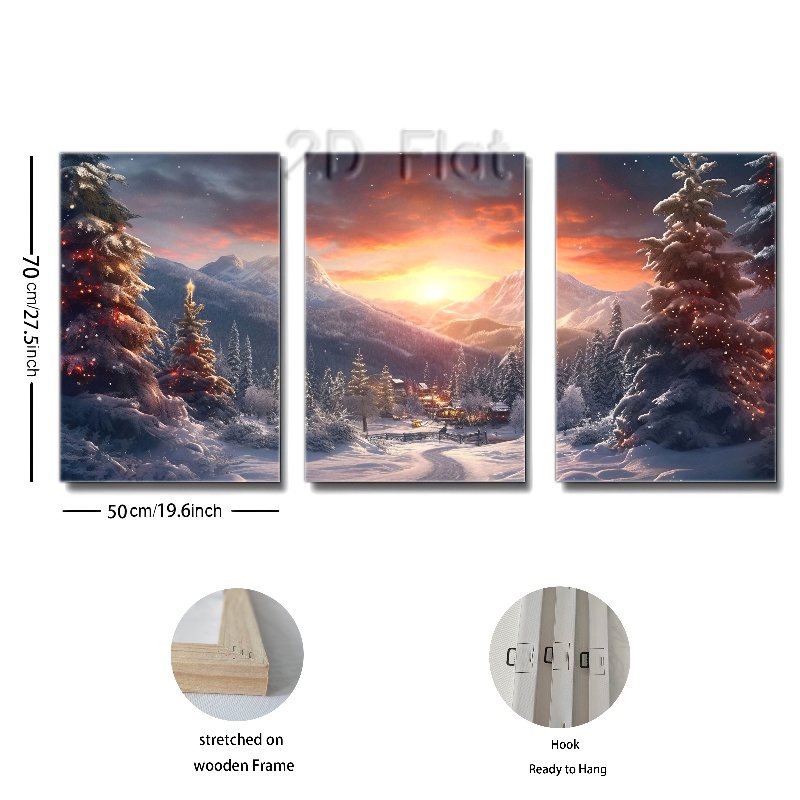 2D Flat
70 cm/27.5inch
50 cm/19.6inch
stretched on
wooden Frame
Hook
Ready to Hang